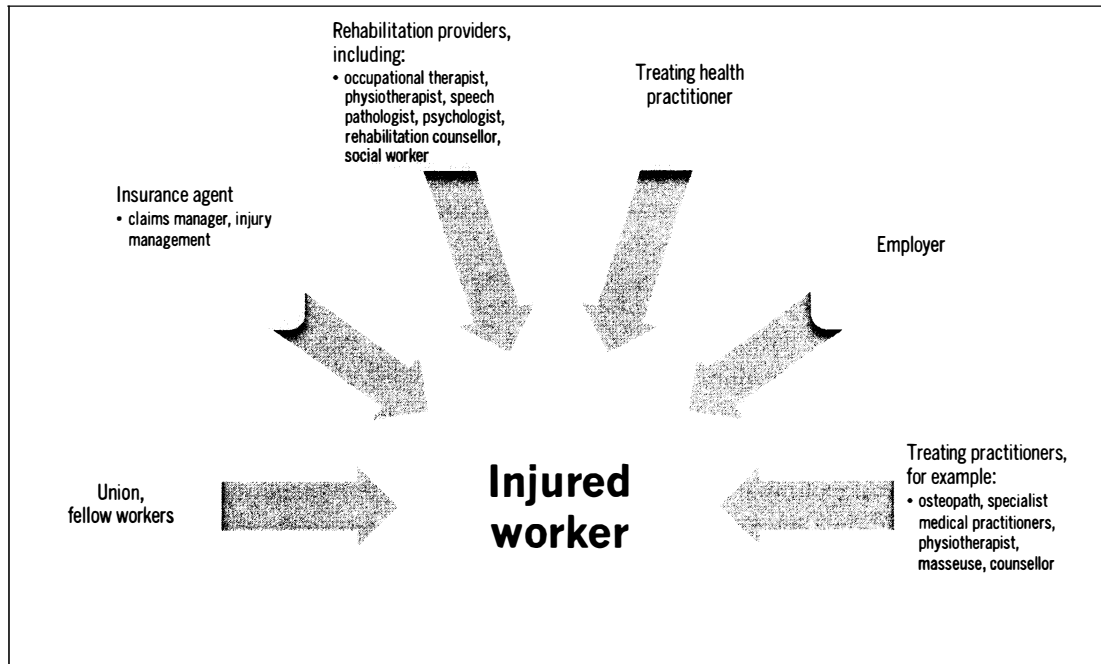 Rehabilitation providers,
including:
• occupational therapist,
physiotherapist, speech
pathologist, psychologist,
rehabilitation counsellor,
social worker
Treating health
practitioner
Insurance agent
• claims manager, injury
management
Employer
Union,
fellow workers
Injured
worker
Treating practitioners,
for example:
• osteopath, specialist
medical practitioners,
physiotherapist,
masseuse, counsellor